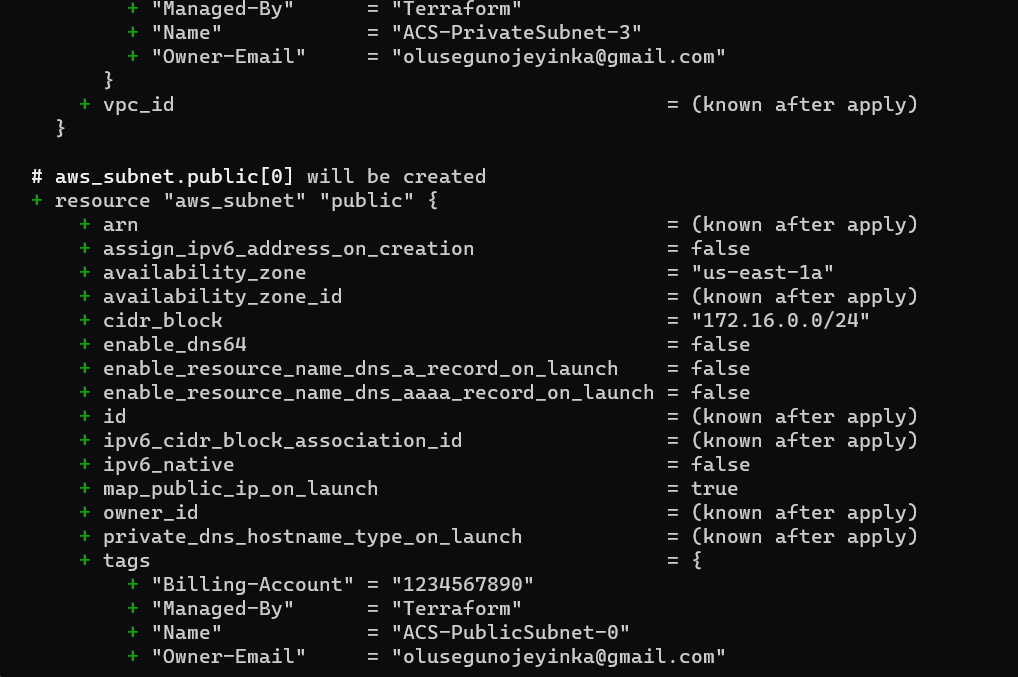 + "Managed-By"      = "Terraform"
+ "Name"            = "ACS-PrivateSubnet-3"
+ "Owner-Email"     = "olusegunojeyinka@gmail.com"
}
+ vpc_id                                         = (known after apply)
}
# aws_subnet.public[0] will be created
+ resource "aws_subnet" "public" {
+ arn                                            = (known after apply)
+ assign_ipv6_address_on_creation                = false
+ availability_zone                              = "us-east-1a"
+ availability_zone_id                           = (known after apply)
+ cidr_block                                     = "172.16.0.0/24"
+ enable_dns64                                   = false
+ enable_resource_name_dns_a_record_on_launch    = false
+ enable_resource_name_dns_aaaa_record_on_launch = false
+ id                                             = (known after apply)
+ ipv6_cidr_block_association_id                 = (known after apply)
+ ipv6_native                                    = false
+ map_public_ip_on_launch                        = true
+ owner_id                                       = (known after apply)
+ private_dns_hostname_type_on_launch            = (known after apply)
+ tags                                           = {
+ "Billing-Account" = "1234567890"
+ "Managed-By"      = "Terraform"
+ "Name"            = "ACS-PublicSubnet-0"
+ "Owner-Email"     = "olusegunojeyinka@gmail.com"